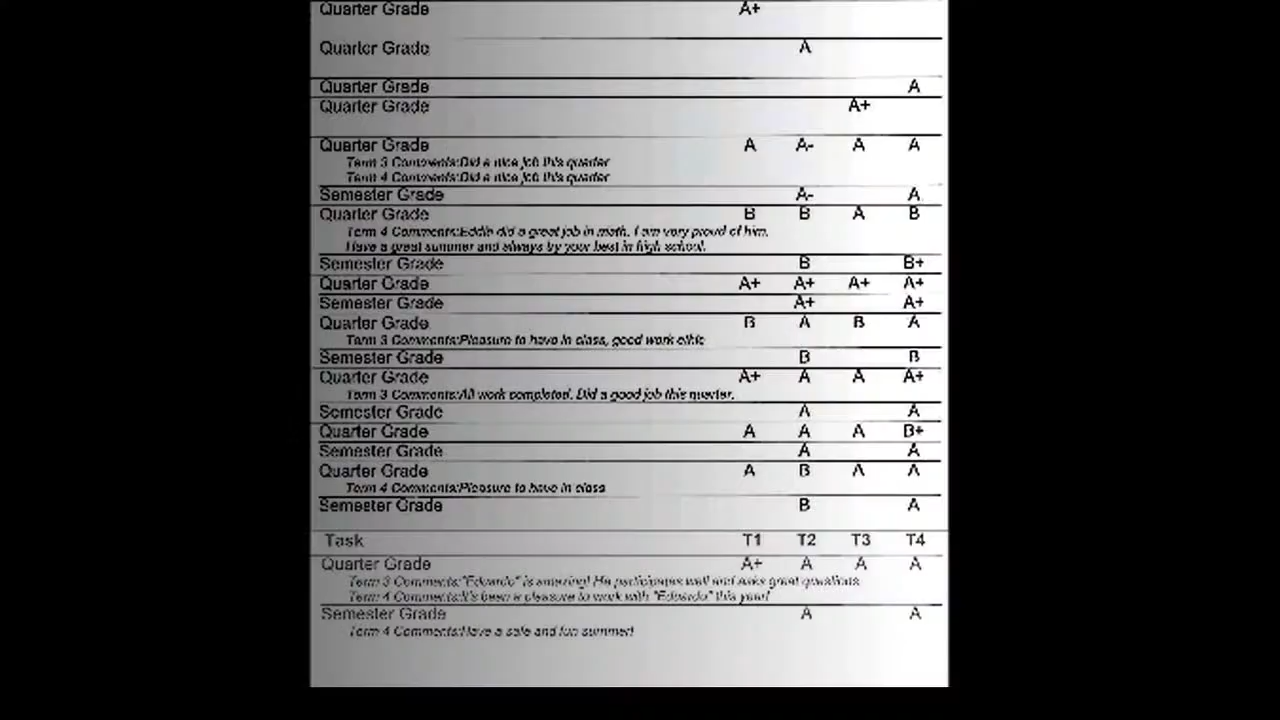 Quarter Grade A+
Quarter Grade A
Quarter Grade A
Quarter Grade A+
Quarter Grade A A- A A
Term 3 Comments:Did a nice job this quarter
Term 4 Comments:Did a nice job this quarter
Semester Grade A- A
Quarter Grade B B A B
Term 4 Comments:Eddie did a great job in math. I am very proud of him.
Have a great summer and always by your best in high school.
Semester Grade B B+
Quarter Grade A+ A+ A+ A+
Semester Grade A+ A+
Quarter Grade B A B A
Term 3 Comments:Pleasure to have in class, good work ethic
Semester Grade B B
Quarter Grade A+ A A A+
Term 3 Comments:All work completed. Did a good job this quarter.
Semester Grade A A
Quarter Grade A A A B+
Semester Grade A A
Quarter Grade A B A A
Term 4 Comments:Pleasure to have in class
Semester Grade B A
Task T1 T2 T3 T4
Quarter Grade A+ A A A
Term 3 Comments:"Edoardo" is amazing! He participates well and asks great questions.
Term 4 Comments:It's been a pleasure to work with "Edoardo" this year!
Semester Grade A A
Term 4 Comments:Have a safe and fun summer!